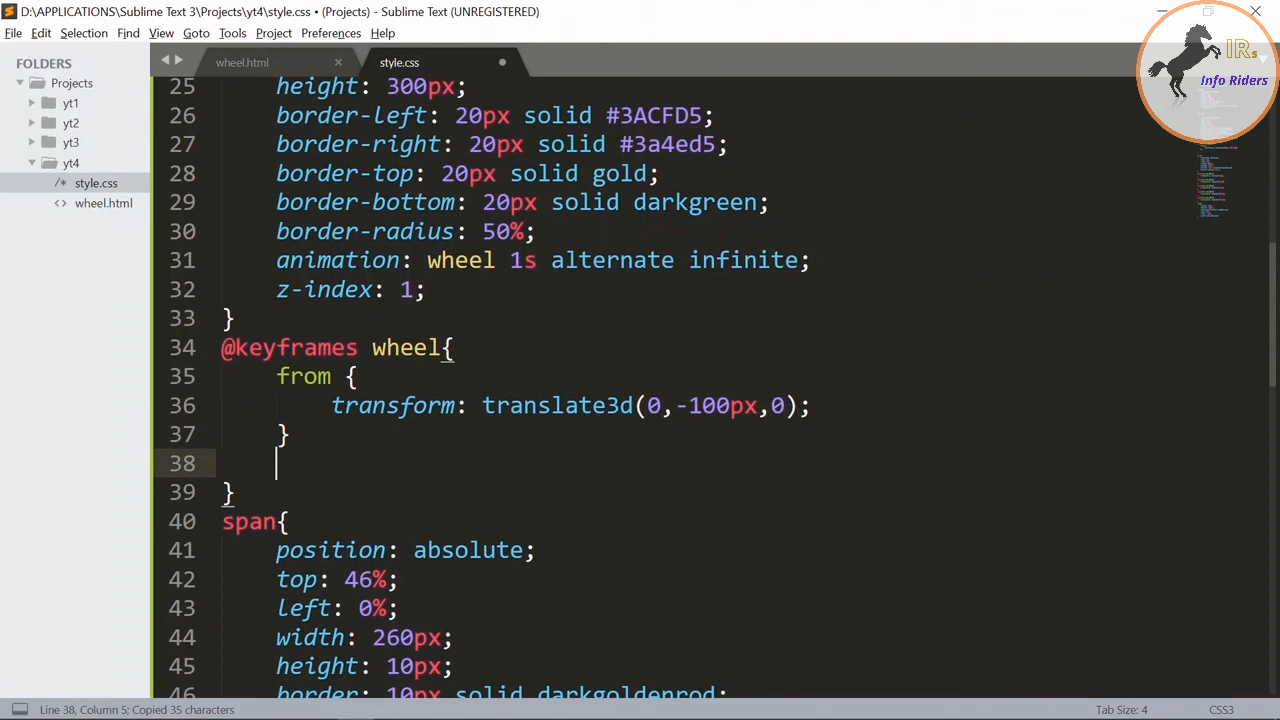 D:\APPLICATIONS\Sublime Text 3\Projects\yt4\style.css • (Projects) - Sublime Text (UNREGISTERED)
File Edit Selection Find View Goto Tools Project Preferences Help
IRs
Info Riders
FOLDERS
Projects
yt1
yt2
yt3
yt4
/* style.css
<> wheel.html
wheel.html
style.css
25 height: 300px;
26 border-left: 20px solid #3ACFD5;
27 border-right: 20px solid #3a4ed5;
28 border-top: 20px solid gold;
29 border-bottom: 20px solid darkgreen;
30 border-radius: 50%;
31 animation: wheel 1s alternate infinite;
32 z-index: 1;
33 }
34 @keyframes wheel{
35 from {
36 transform: translate3d(0,-100px,0);
37 }
38
39 }
40 span{
41 position: absolute;
42 top: 46%;
43 left: 0%;
44 width: 260px;
45 height: 10px;
46 border: 10px solid darkgoldenrod;
Line 38, Column 5; Copied 35 characters
Tab Size: 4
CSS3